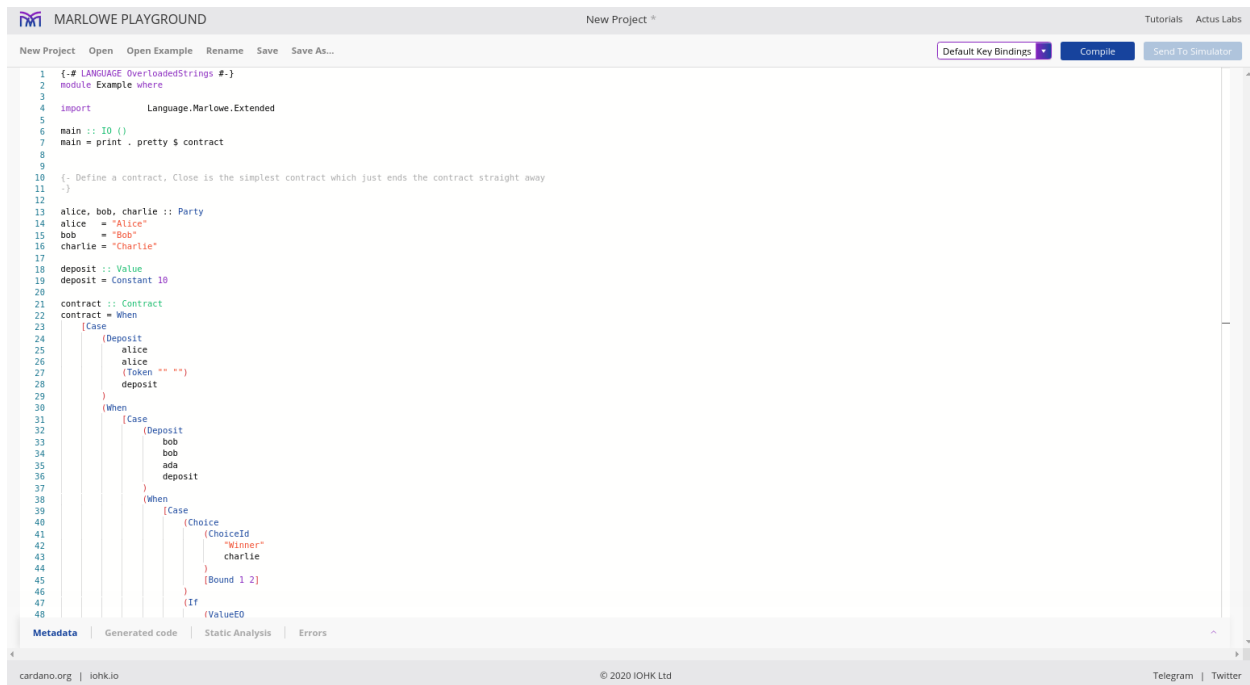 MARLOWE PLAYGROUND New Project Tutorials Actus Labs
New Project Open Open Example Rename Save Save As... Default Key Bindings Compile Send To Simulator
1 {-# LANGUAGE OverloadedStrings #-}
2 module Example where
3
4 import Language.Marlowe.Extended
5
6 main :: IO ()
7 main = print . pretty $ contract
8
9
10 {- Define a contract, Close is the simplest contract which just ends the contract straight away
11 -}
12
13 alice, bob, charlie :: Party
14 alice = "Alice"
15 bob = "Bob"
16 charlie = "Charlie"
17
18 deposit :: Value
19 deposit = Constant 10
20
21 contract :: Contract
22 contract = When
23 [Case
24 (Deposit
25 alice
26 alice
27 (Token "" "")
28 deposit
29 )
30 (When
31 [Case
32 (Deposit
33 bob
34 bob
35 ada
36 deposit
37 )
38 (When
39 [Case
40 (Choice
41 (ChoiceId
42 "Winner"
43 charlie
44 )
45 [Bound 1 2]
46 )
47 (If
48 (ValueEQ
Metadata Generated code Static Analysis Errors
cardano.org | iohk.io © 2020 IOHK Ltd Telegram | Twitter